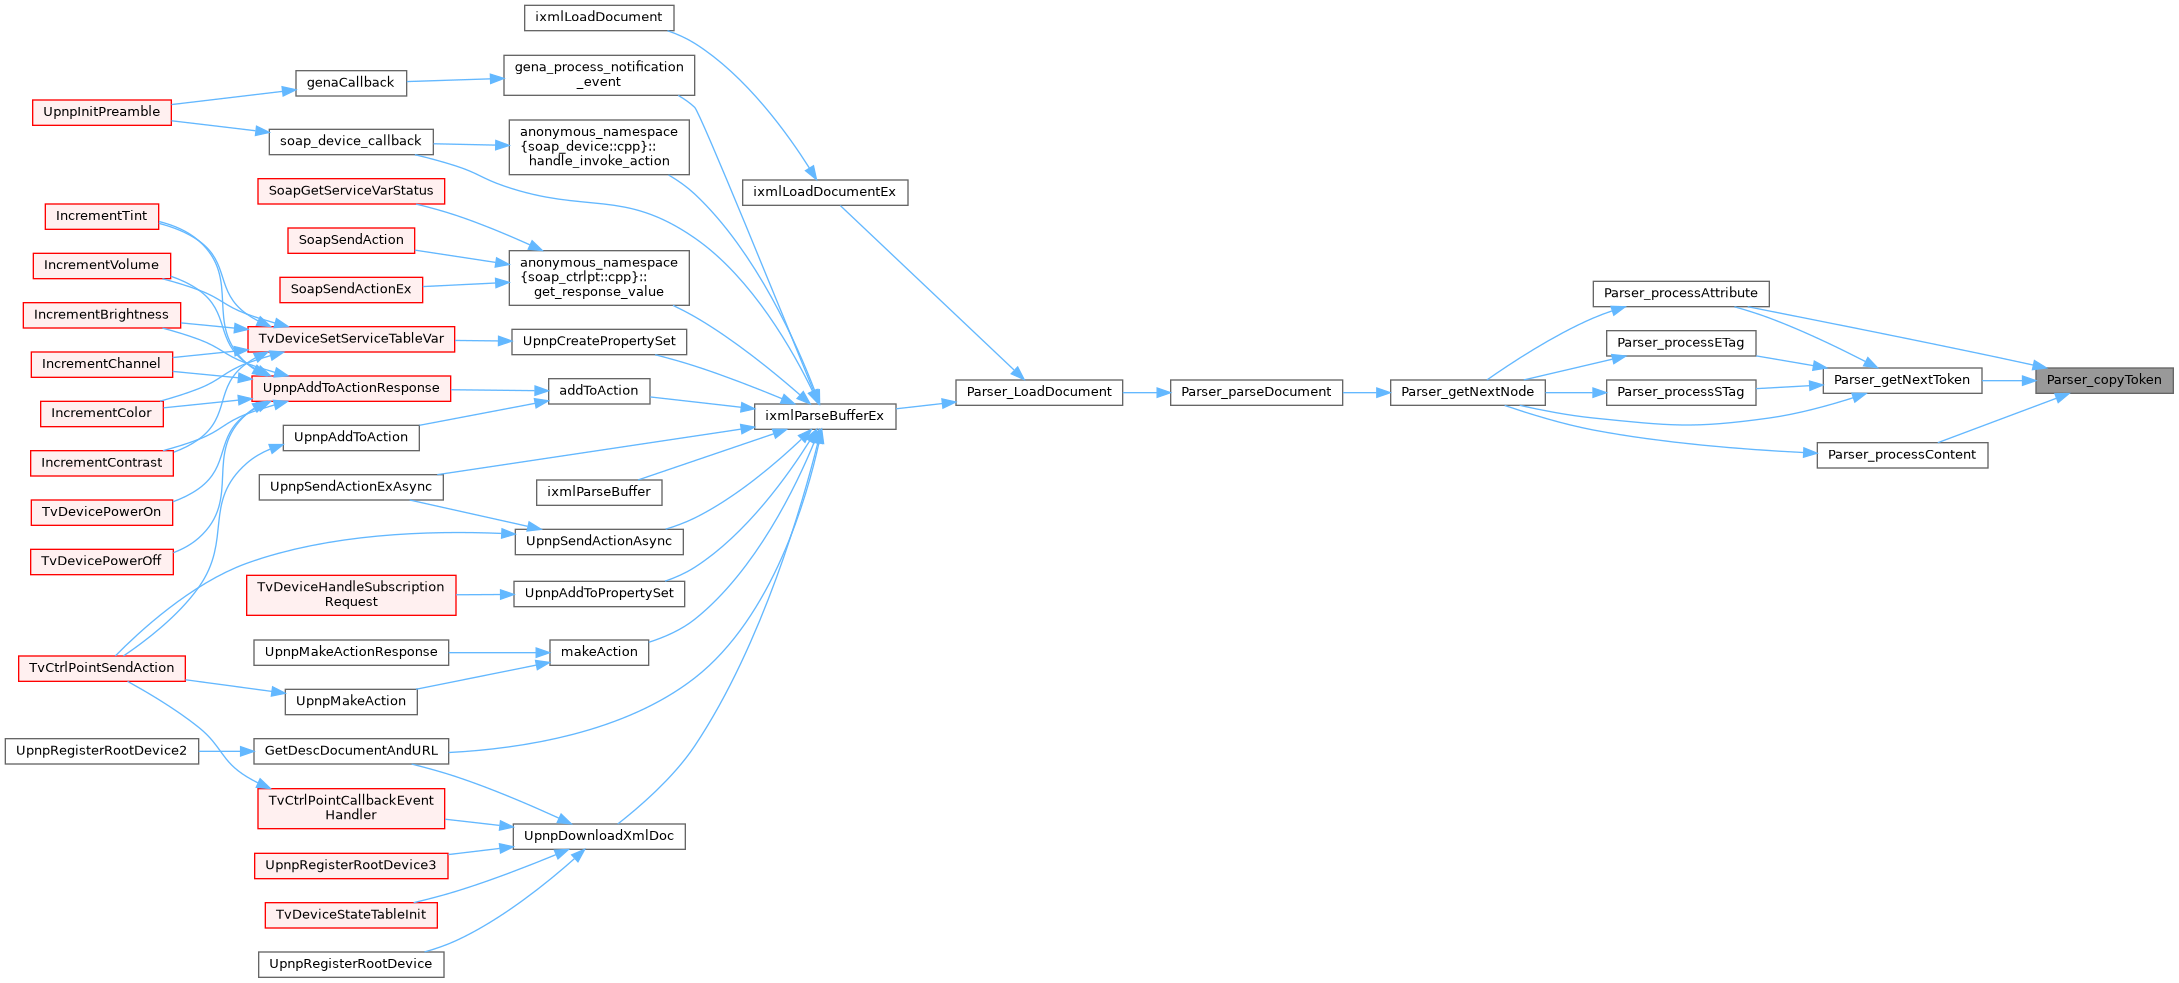 ixmlLoadDocument
gena_process_notification
_event
genaCallback
UpnpInitPreamble
soap_device_callback
anonymous_namespace
{soap_device::cpp}::
handle_invoke_action
SoapGetServiceVarStatus
ixmlLoadDocumentEx
IncrementTint
SoapSendAction
IncrementVolume
anonymous_namespace
{soap_ctrlpt::cpp}::
get_response_value
SoapSendActionEx
IncrementBrightness
Parser_processAttribute
TvDeviceSetServiceTableVar
UpnpCreatePropertySet
Parser_processETag
IncrementChannel
UpnpAddToActionResponse
addToAction
Parser_LoadDocument
Parser_parseDocument
Parser_getNextNode
Parser_processSTag
Parser_getNextToken
Parser_copyToken
IncrementColor
ixmlParseBufferEx
UpnpAddToAction
Parser_processContent
IncrementContrast
UpnpSendActionExAsync
ixmlParseBuffer
TvDevicePowerOn
UpnpSendActionAsync
TvDevicePowerOff
TvDeviceHandleSubscription
Request
UpnpAddToPropertySet
UpnpMakeActionResponse
makeAction
TvCtrlPointSendAction
UpnpMakeAction
UpnpRegisterRootDevice2
GetDescDocumentAndURL
TvCtrlPointCallbackEvent
Handler
UpnpDownloadXmlDoc
UpnpRegisterRootDevice3
TvDeviceStateTableInit
UpnpRegisterRootDevice